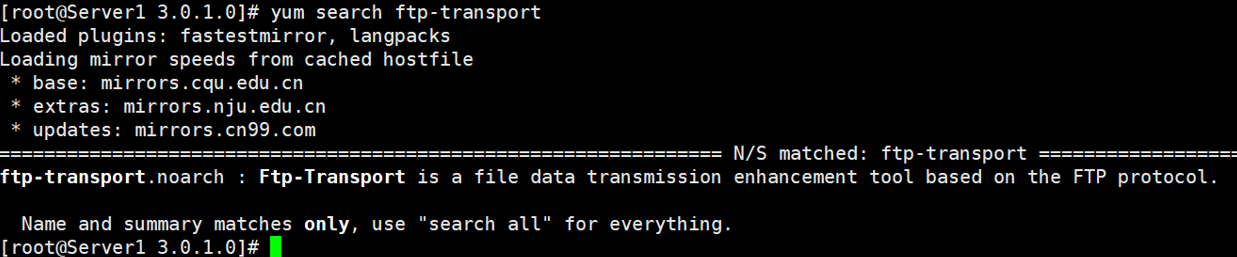 [root@Server1 3.0.1.0]# yum search ftp-transport
Loaded plugins: fastestmirror, langpacks
Loading mirror speeds from cached hostfile
 * base: mirrors.cqu.edu.cn
 * extras: mirrors.nju.edu.cn
 * updates: mirrors.cn99.com
================================================================ N/S matched: ftp-transport ==================
ftp-transport.noarch : Ftp-Transport is a file data transmission enhancement tool based on the FTP protocol.
  Name and summary matches only, use "search all" for everything.
[root@Server1 3.0.1.0]#